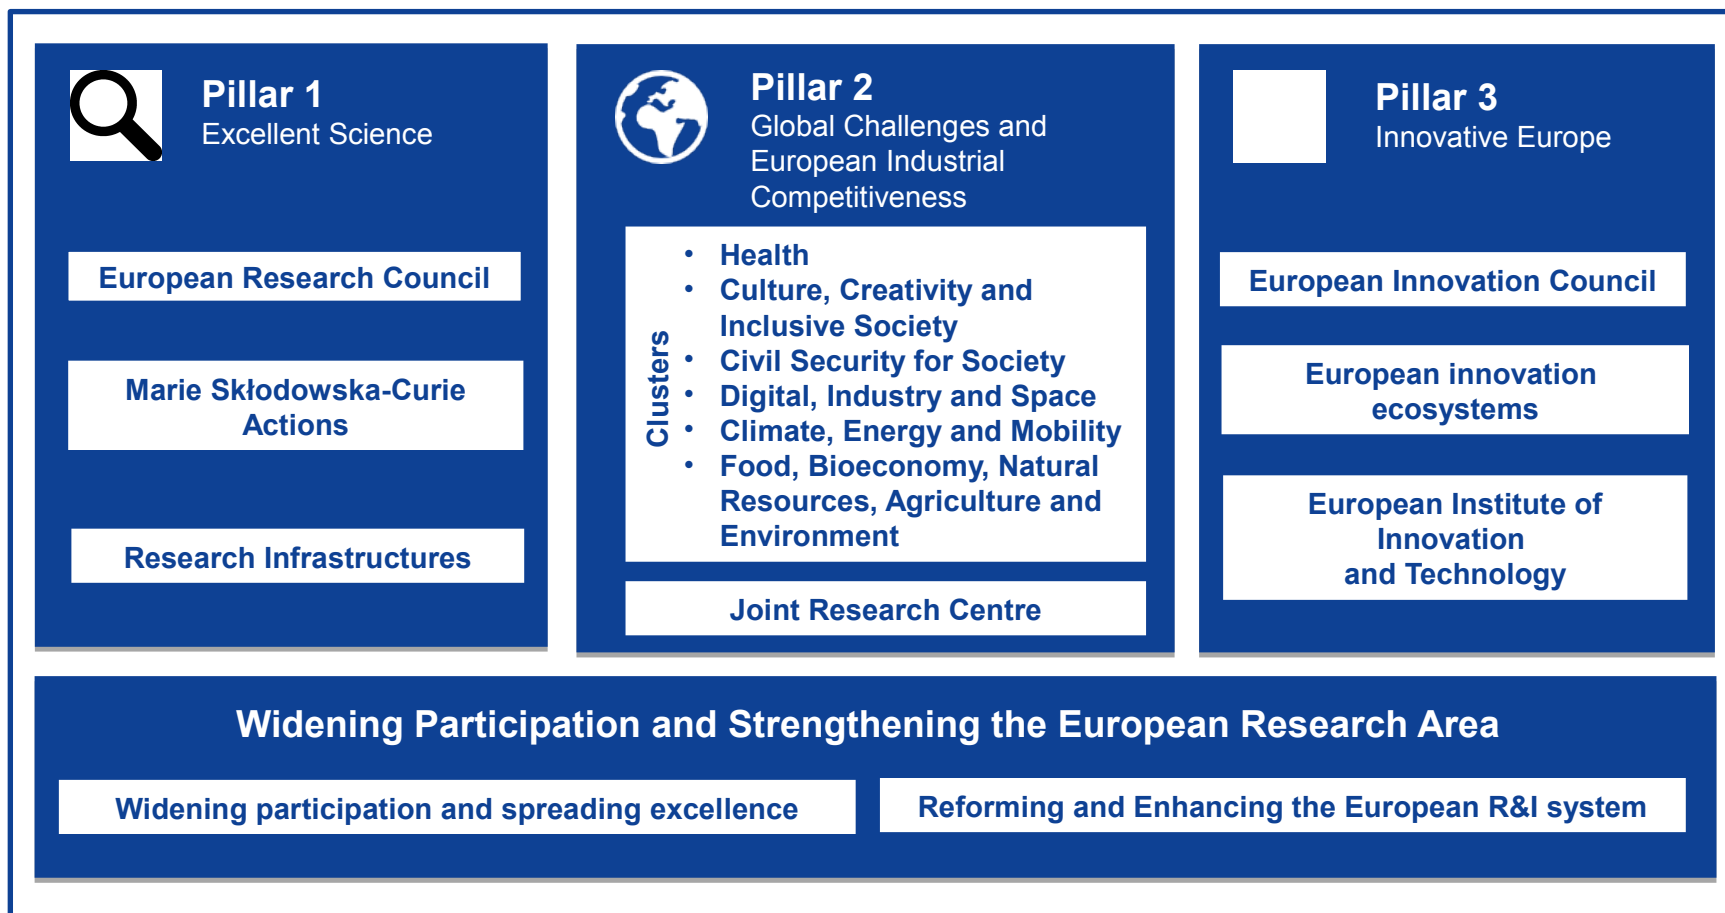 Pillar 1
Excellent Science
European Research Council
Marie Skłodowska-Curie
Actions
Research Infrastructures
Pillar 2
Global Challenges and
European Industrial
Competitiveness
Clusters
• Health
• Culture, Creativity and
Inclusive Society
• Civil Security for Society
• Digital, Industry and Space
• Climate, Energy and Mobility
• Food, Bioeconomy, Natural
Resources, Agriculture and
Environment
Joint Research Centre
Pillar 3
Innovative Europe
European Innovation Council
European innovation
ecosystems
European Institute of
Innovation
and Technology
Widening Participation and Strengthening the European Research Area
Widening participation and spreading excellence
Reforming and Enhancing the European R&I system